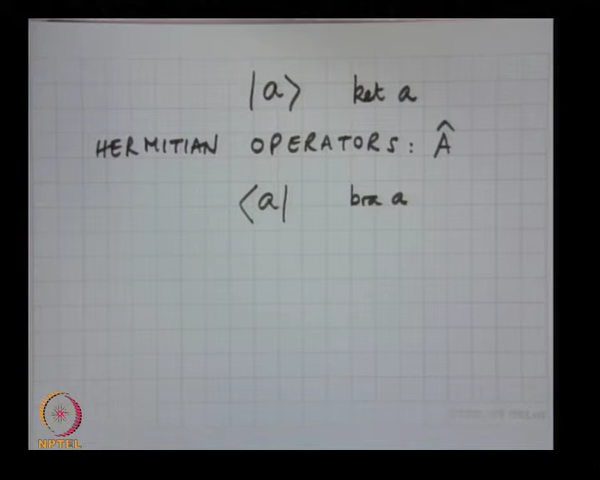 |a⟩ ket a
HERMITIAN OPERATORS: Â
⟨a| bra a
NPTEL